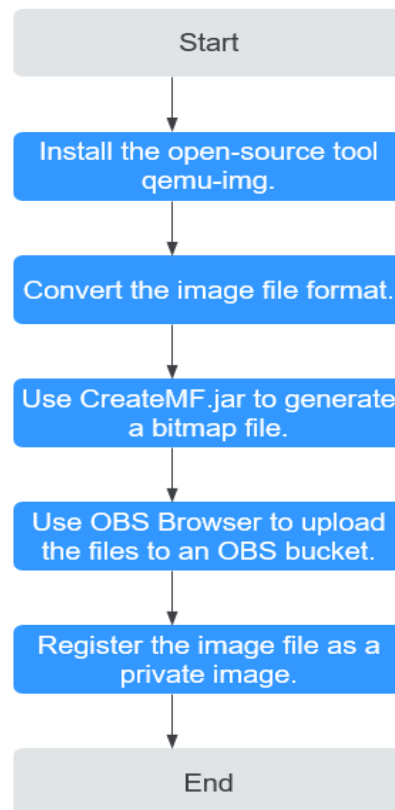 Start
Install the open-source tool
qemu-img.
Convert the image file format.
Use CreateMF.jar to generate
a bitmap file.
Use OBS Browser to upload
the files to an OBS bucket.
Register the image file as a
private image.
End